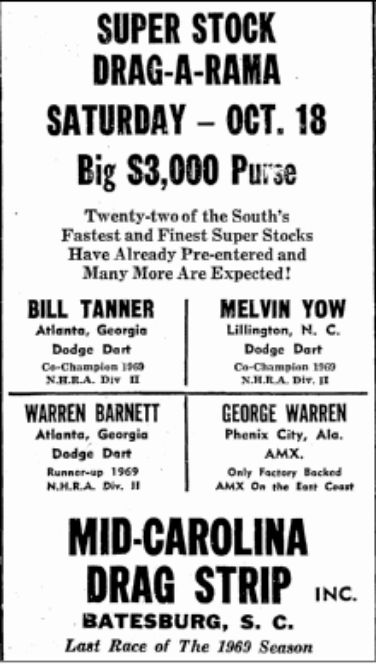 SUPER STOCK
DRAG-A-RAMA
SATURDAY – OCT. 18
Big $3,000 Purse
Twenty-two of the South's
Fastest and Finest Super Stocks
Have Already Pre-entered and
Many More Are Expected!
BILL TANNER
Atlanta, Georgia
Dodge Dart
Co-Champion 1969
N.H.R.A. Div II
MELVIN YOW
Lillington, N. C.
Dodge Dart
Co-Champion 1969
N.H.R.A. Div. II
WARREN BARNETT
Atlanta, Georgia
Dodge Dart
Runner-up 1969
N.H.R.A. Div. II
GEORGE WARREN
Phenix City, Ala.
AMX.
Only Factory Backed
AMX On the East Coast
MID-CAROLINA
DRAG STRIP INC.
BATESBURG, S. C.
Last Race of The 1969 Season